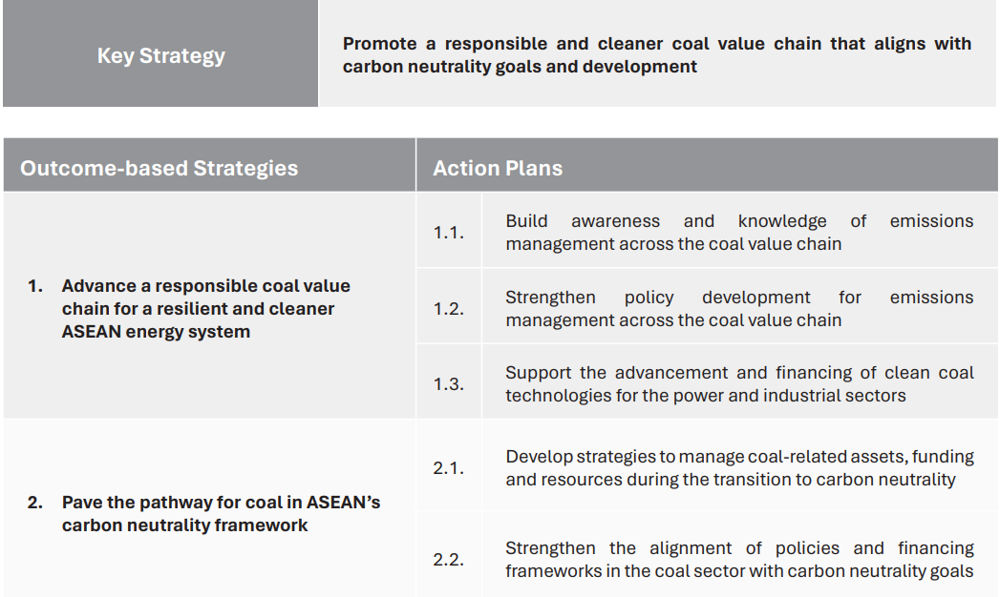 Key Strategy
Promote a responsible and cleaner coal value chain that aligns with
carbon neutrality goals and development
Outcome-based Strategies
Action Plans
1. Advance a responsible coal value
chain for a resilient and cleaner
ASEAN energy system
1.1.
Build awareness and knowledge of emissions
management across the coal value chain
1.2.
Strengthen policy development for emissions
management across the coal value chain
1.3.
Support the advancement and financing of clean coal
technologies for the power and industrial sectors
2. Pave the pathway for coal in ASEAN’s
carbon neutrality framework
2.1.
Develop strategies to manage coal-related assets, funding
and resources during the transition to carbon neutrality
2.2.
Strengthen the alignment of policies and financing
frameworks in the coal sector with carbon neutrality goals